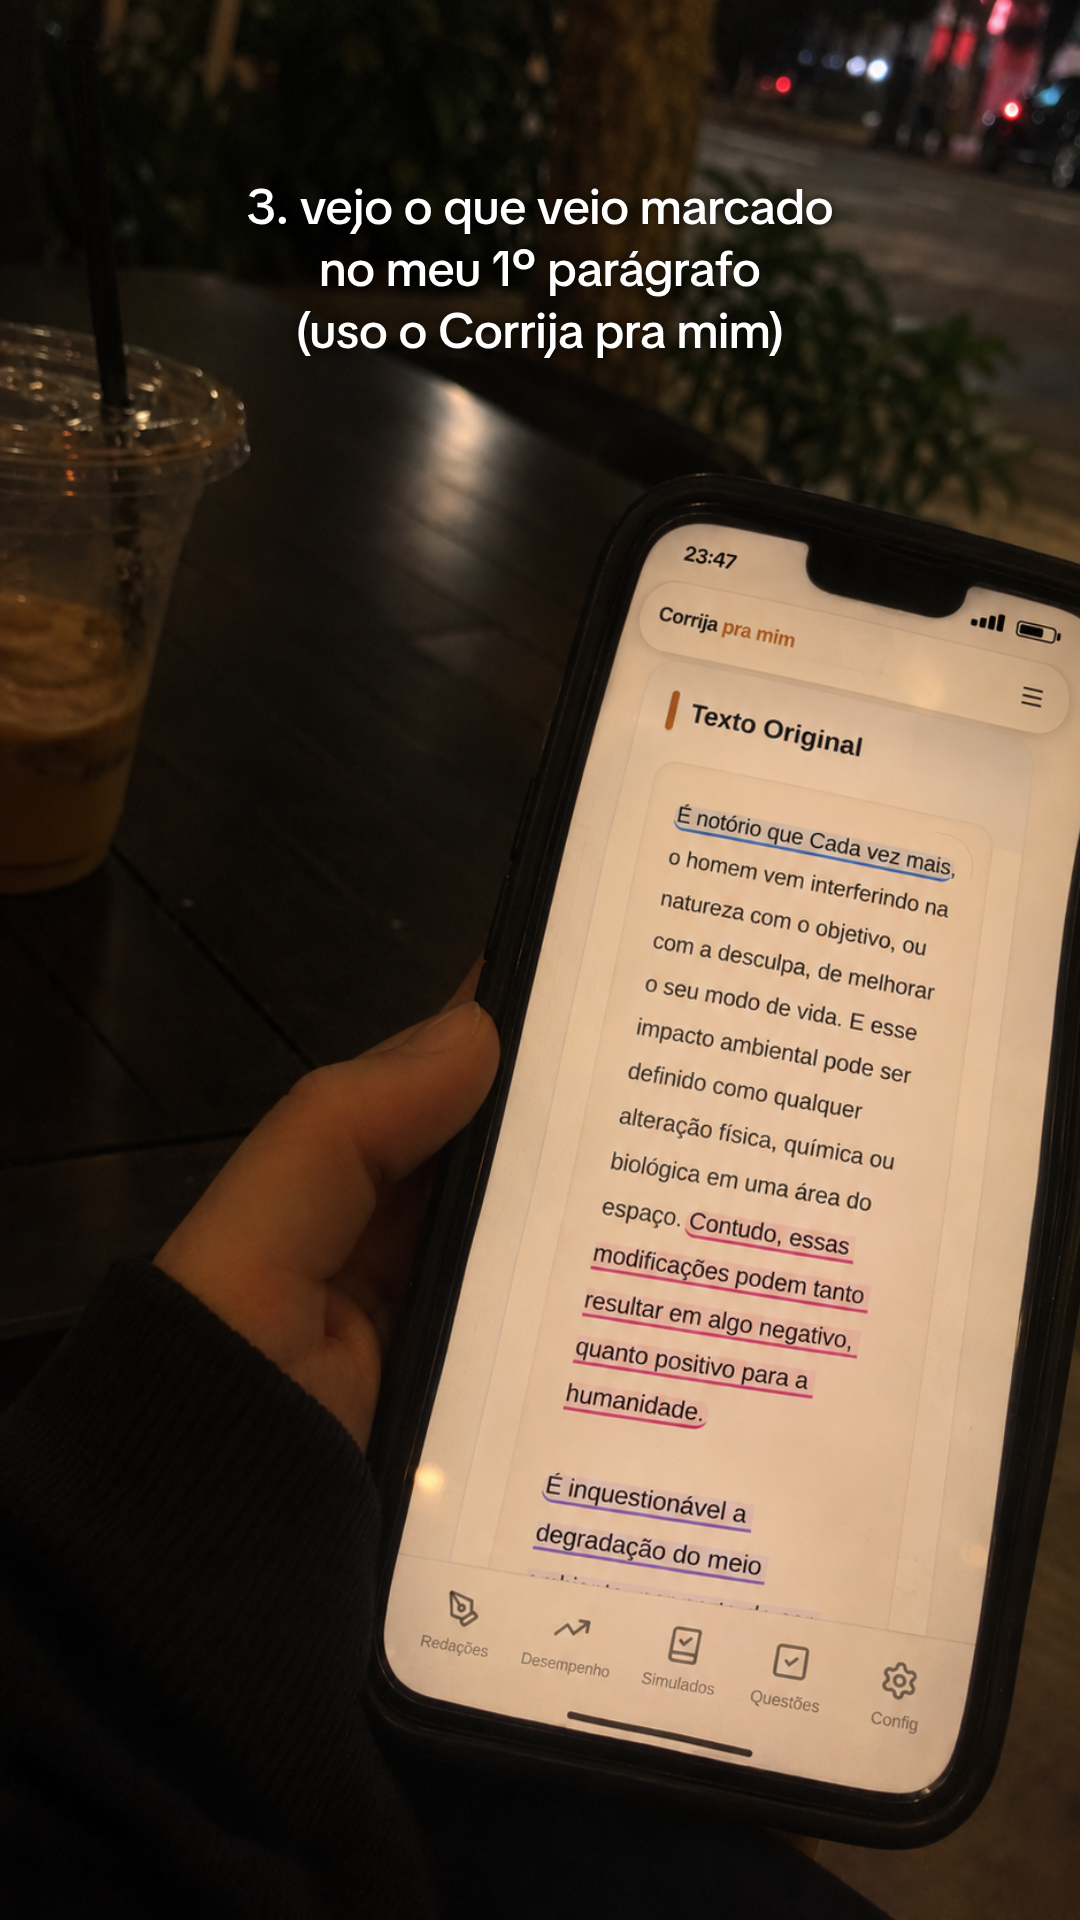 3. vejo o que veio marcado
no meu 1º parágrafo
(uso o Corrija pra mim)
23:47
Corrija pra mim
Texto Original
É notório que Cada vez mais,
o homem vem interferindo na
natureza com o objetivo, ou
com a desculpa, de melhorar
o seu modo de vida. E esse
impacto ambiental pode ser
definido como qualquer
alteração física, química ou
biológica em uma área do
espaço. Contudo, essas
modificações podem tanto
resultar em algo negativo,
quanto positivo para a
humanidade.
É inquestionável a
degradação do meio
Redações
Desempenho
Simulados
Questões
Config